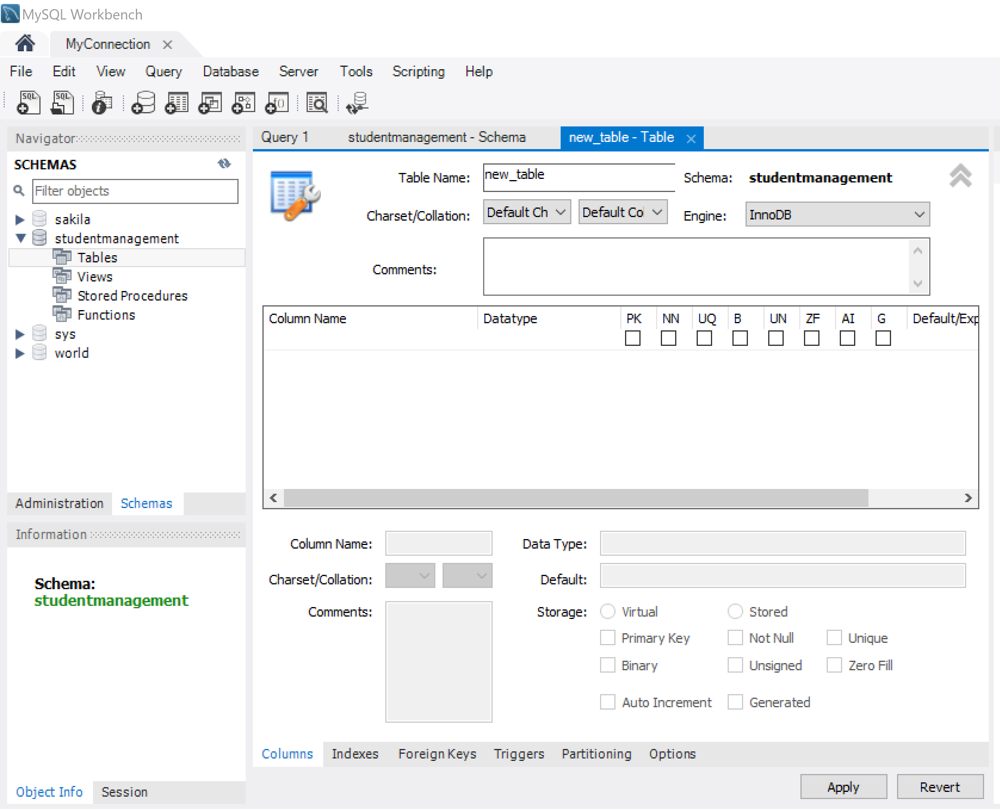 MySQL Workbench
MyConnection
File Edit View Query Database Server Tools Scripting Help
SQL SQL f()
Navigator
SCHEMAS
Filter objects
sakila
studentmanagement
Tables
Views
Stored Procedures
Functions
sys
world
Administration Schemas
Information
Schema:
studentmanagement
Object Info Session
Query 1 studentmanagement - Schema new_table - Table
Table Name: new_table Schema: studentmanagement
Charset/Collation: Default Ch Default Col Engine: InnoDB
Comments:
Column Name Datatype PK NN UQ B UN ZF AI G Default/Exp
Column Name: Data Type:
Charset/Collation: Default:
Comments: Storage: Virtual Stored
Primary Key Not Null Unique
Binary Unsigned Zero Fill
Auto Increment Generated
Columns Indexes Foreign Keys Triggers Partitioning Options
Apply Revert